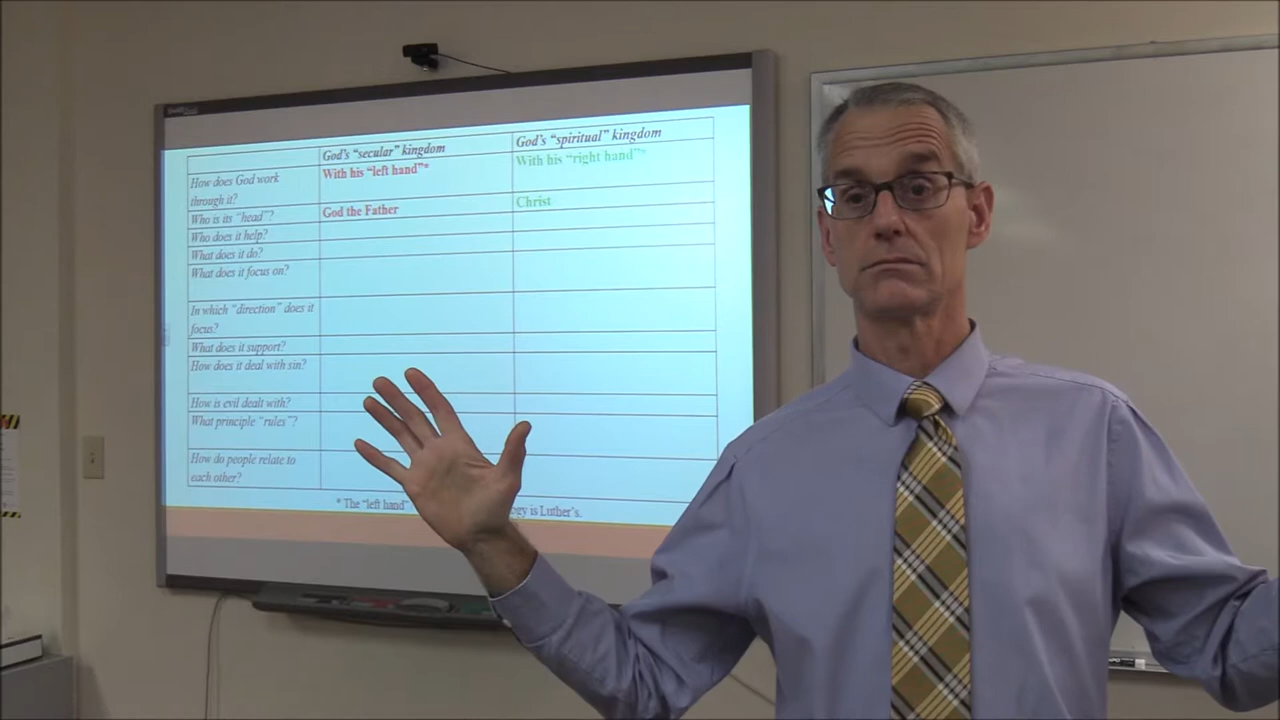 God's "secular" kingdom
God's "spiritual" kingdom
How does God work
through it?
With his "left hand"*
With his "right hand"*
Who is its "head"?
God the Father
Christ
Who does it help?
What does it do?
What does it focus on?
In which "direction" does it
focus?
What does it support?
How does it deal with sin?
How is evil dealt with?
What principle "rules"?
How do people relate to
each other?
* The "left hand"
ogy is Luther's.